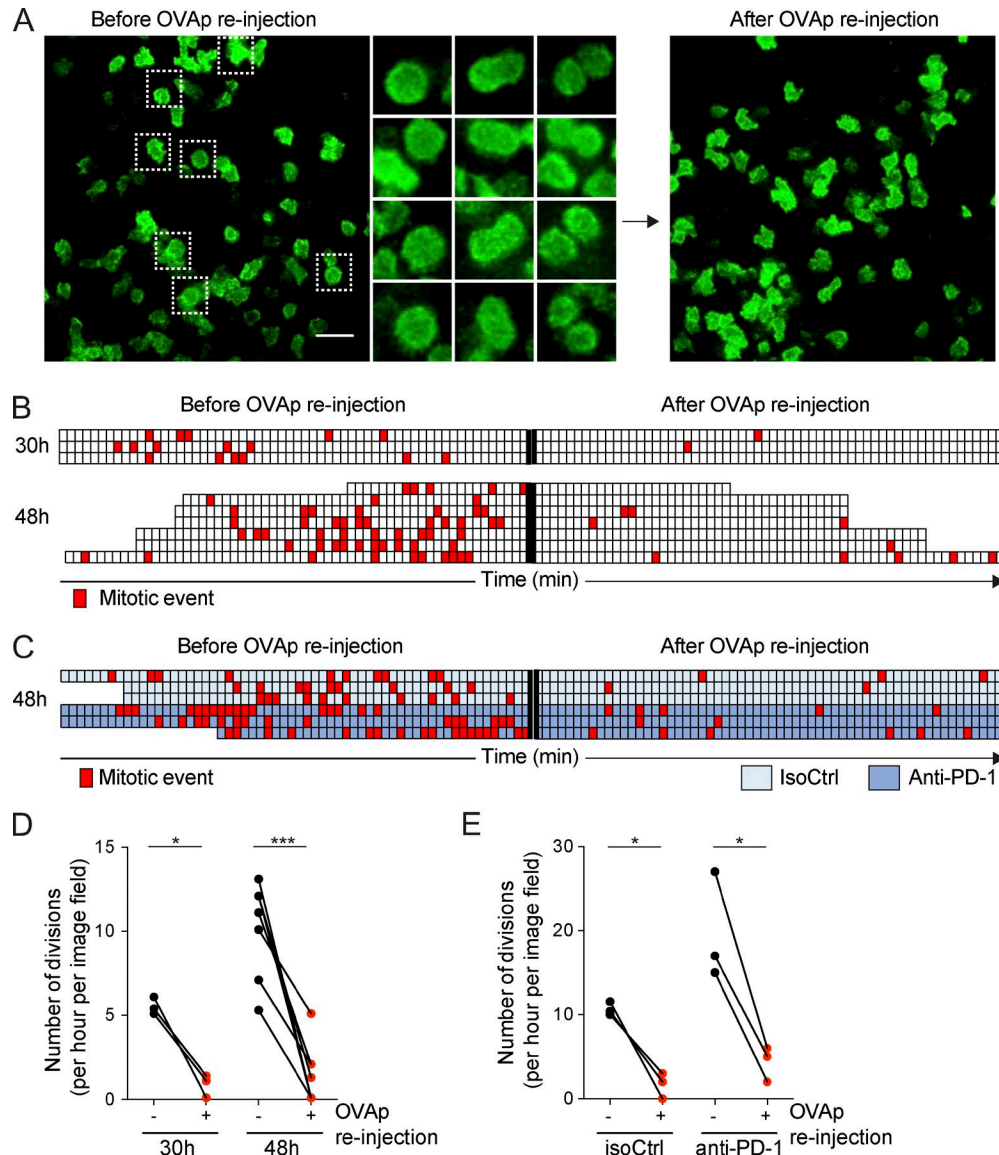 A
Before OVAp re-injection
After OVAp re-injection
B
Before OVAp re-injection
After OVAp re-injection
30h
48h
Time (min)
Mitotic event
C
Before OVAp re-injection
After OVAp re-injection
48h
Time (min)
Mitotic event
IsoCtrl
Anti-PD-1
D
Number of divisions
(per hour per image field)
15
10
5
0
*
***
- + - +
OVAp
re-injection
30h
48h
E
Number of divisions
(per hour per image field)
30
20
10
0
*
*
- + - +
OVAp
re-injection
isoCtrl
anti-PD-1